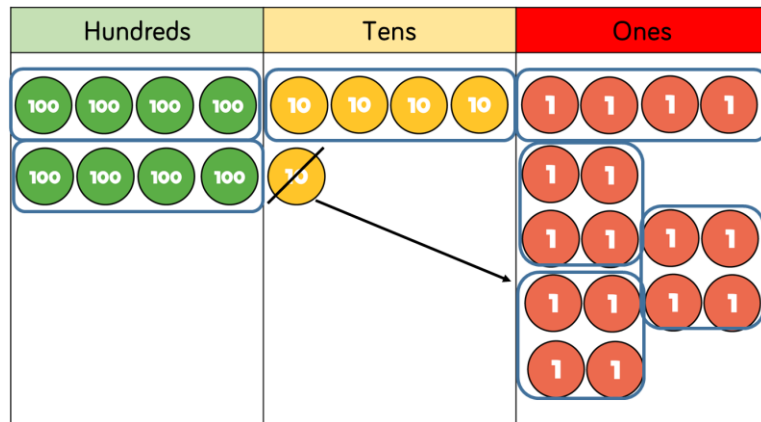 Hundreds Tens Ones
100 100 100 100 10 10 10 10 1 1 1 1
100 100 100 100 10 1 1
1 1 1 1
1 1 1 1
1 1